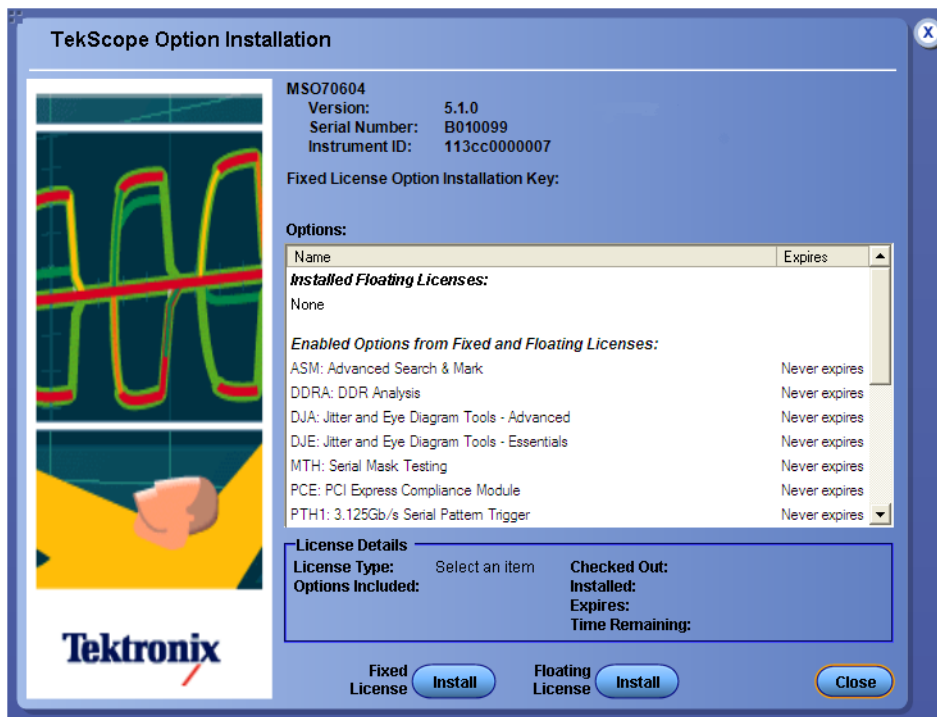 TekScope Option Installation
X
MSO70604
Version: 5.1.0
Serial Number: B010099
Instrument ID: 113cc0000007
Fixed License Option Installation Key:
Options:
Name Expires
Installed Floating Licenses:
None
Enabled Options from Fixed and Floating Licenses:
ASM: Advanced Search & Mark Never expires
DDRA: DDR Analysis Never expires
DJA: Jitter and Eye Diagram Tools - Advanced Never expires
DJE: Jitter and Eye Diagram Tools - Essentials Never expires
MTH: Serial Mask Testing Never expires
PCE: PCI Express Compliance Module Never expires
PTH1: 3.125Gb/s Serial Pattern Trigger Never expires
License Details
License Type: Select an item Checked Out:
Options Included: Installed:
Expires:
Time Remaining:
Tektronix
Fixed License Install Floating License Install Close